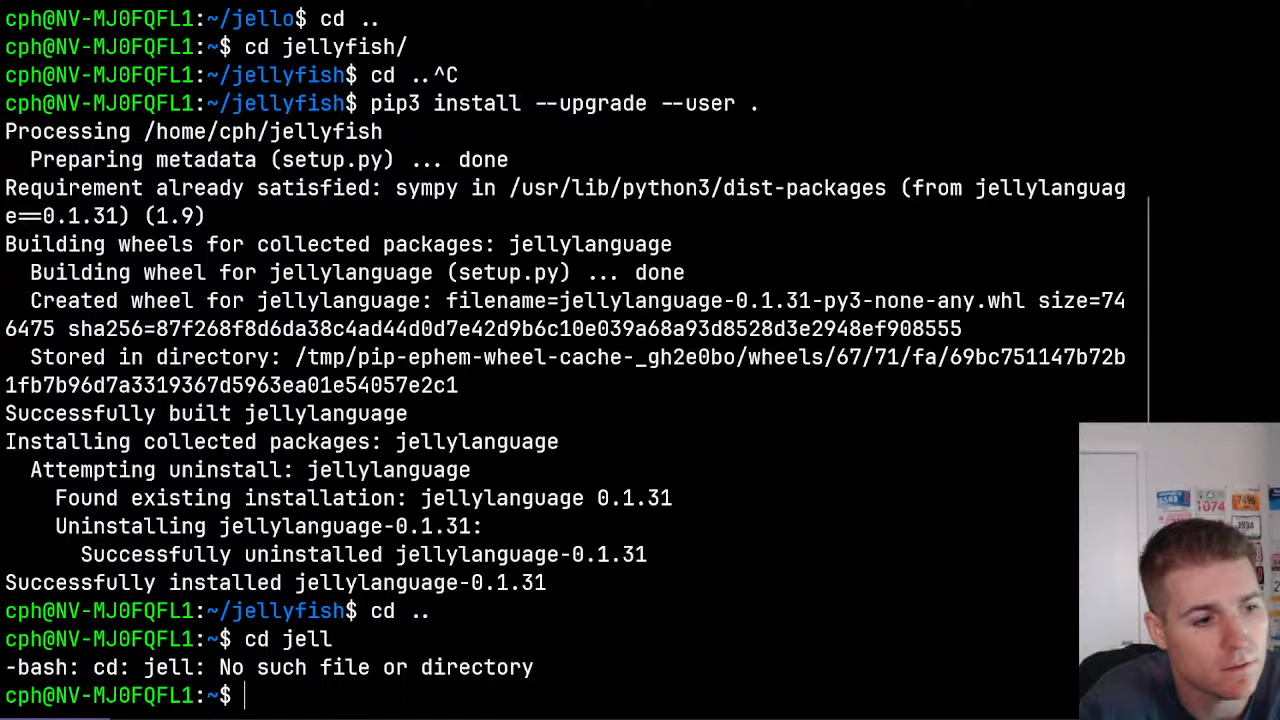 cph@NV-MJ0FQFL1:~/jello$ cd ..
cph@NV-MJ0FQFL1:~$ cd jellyfish/
cph@NV-MJ0FQFL1:~/jellyfish$ cd ..^C
cph@NV-MJ0FQFL1:~/jellyfish$ pip3 install --upgrade --user .
Processing /home/cph/jellyfish
  Preparing metadata (setup.py) ... done
Requirement already satisfied: sympy in /usr/lib/python3/dist-packages (from jellylanguag
e==0.1.31) (1.9)
Building wheels for collected packages: jellylanguage
  Building wheel for jellylanguage (setup.py) ... done
  Created wheel for jellylanguage: filename=jellylanguage-0.1.31-py3-none-any.whl size=74
6475 sha256=87f268f8d6da38c4ad44d0d7e42d9b6c10e039a68a93d8528d3e2948ef908555
  Stored in directory: /tmp/pip-ephem-wheel-cache-_gh2e0bo/wheels/67/71/fa/69bc751147b72b
1fb7b96d7a3319367d5963ea01e54057e2c1
Successfully built jellylanguage
Installing collected packages: jellylanguage
  Attempting uninstall: jellylanguage
    Found existing installation: jellylanguage 0.1.31
    Uninstalling jellylanguage-0.1.31:
      Successfully uninstalled jellylanguage-0.1.31
Successfully installed jellylanguage-0.1.31
cph@NV-MJ0FQFL1:~/jellyfish$ cd ..
cph@NV-MJ0FQFL1:~$ cd jell
-bash: cd: jell: No such file or directory
cph@NV-MJ0FQFL1:~$
1074